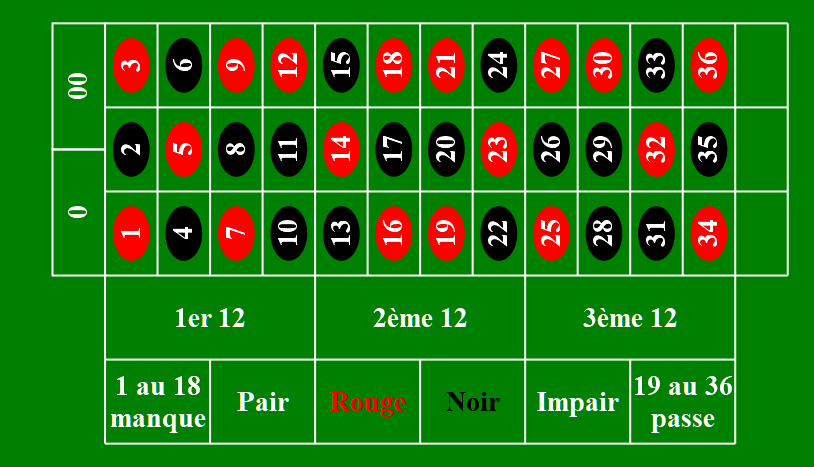 00
3 6 9 12 15 18 21 24 27 30 33 36
2 5 8 11 14 17 20 23 26 29 32 35
0
1 4 7 10 13 16 19 22 25 28 31 34
1er 12 2ème 12 3ème 12
1 au 18 manque Pair Rouge Noir Impair 19 au 36 passe